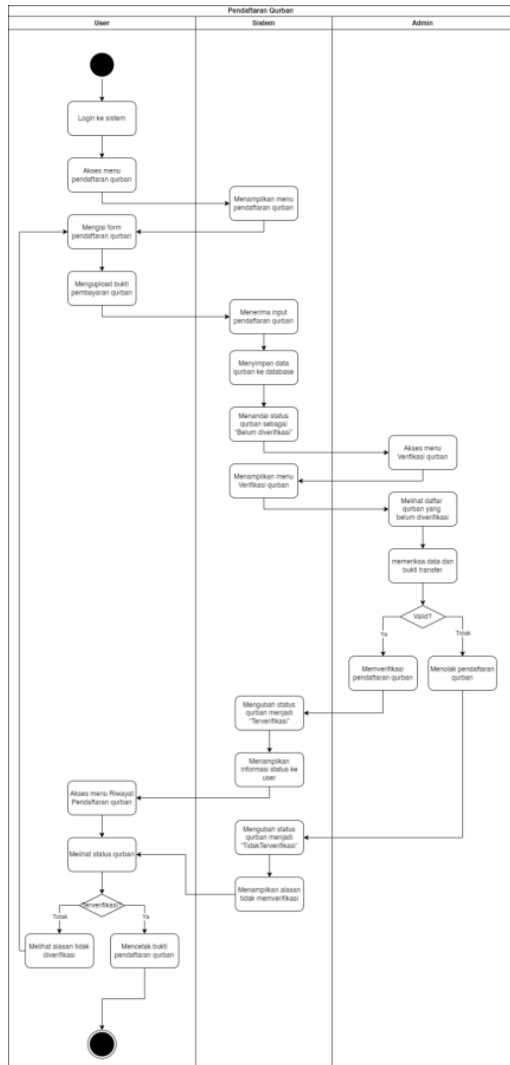 Pendaftaran Qurban
User
Sistem
Admin
Login ke sistem
Akses menu
pendaftaran qurban
Menampilkan menu
pendaftaran qurban
Mengisi form
pendaftaran qurban
Mengupload bukti
pembayaran qurban
Menerima input
pendaftaran qurban
Menyimpan data
qurban ke database
Menandai status
qurban sebagai
"Belum diverifikasi"
Akses menu
Verifikasi qurban
Menampilkan menu
Verifikasi qurban
Melihat daftar
qurban yang
belum diverifikasi
memeriksa data dan
bukti transfer
Valid?
Ya
Tidak
Memverifikasi
pendaftaran qurban
Menolak pendaftaran
qurban
Mengubah status
qurban menjadi
"Terverifikasi"
Menampilkan
informasi status ke
user
Akses menu Riwayat
Pendaftaran qurban
Mengubah status
qurban menjadi
"TidakTerverifikasi"
Melihat status qurban
Menampilkan alasan
tidak memverifikasi
Terverifikasi?
Tidak
Ya
Melihat alasan tidak
diverifikasi
Mencetak bukti
pendaftaran qurban